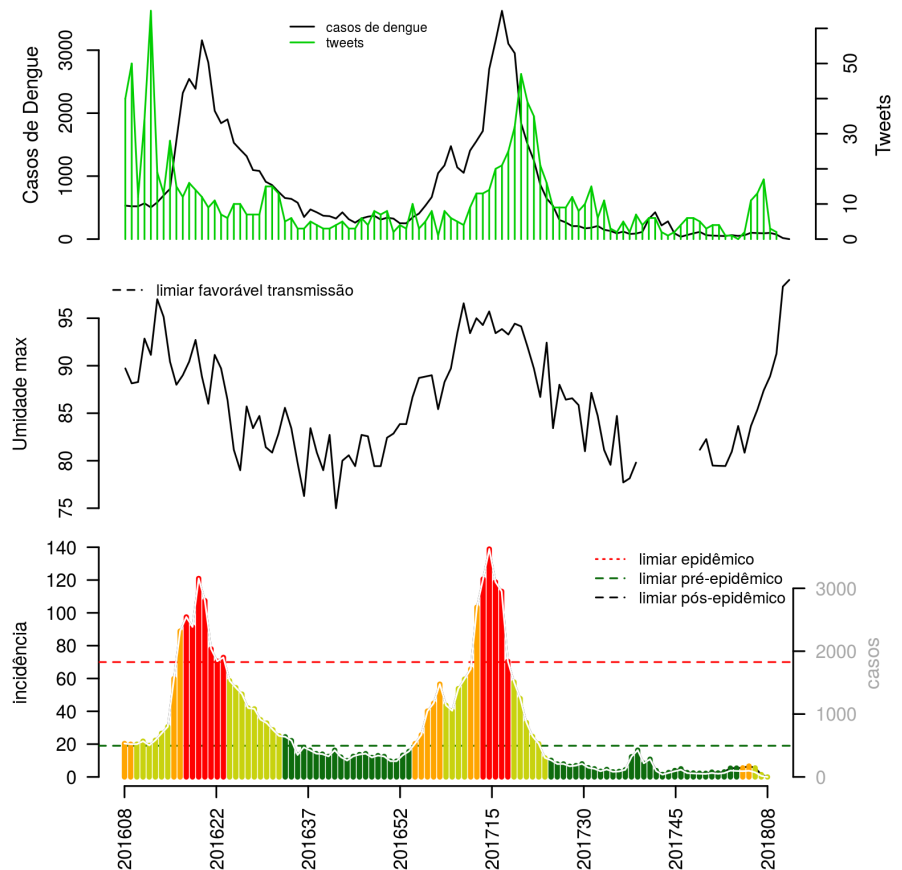 casos de dengue
tweets
Casos de Dengue
0 1000 2000 3000
Tweets
0 10 30 50
limiar favorável transmissão
Umidade max
75 80 85 90 95
limiar epidêmico
limiar pré-epidêmico
limiar pós-epidêmico
incidência
0
20
40
60
80
100
120
140
casos
0
1000
2000
3000
201608 201622 201637 201652 201715 201730 201745 201808